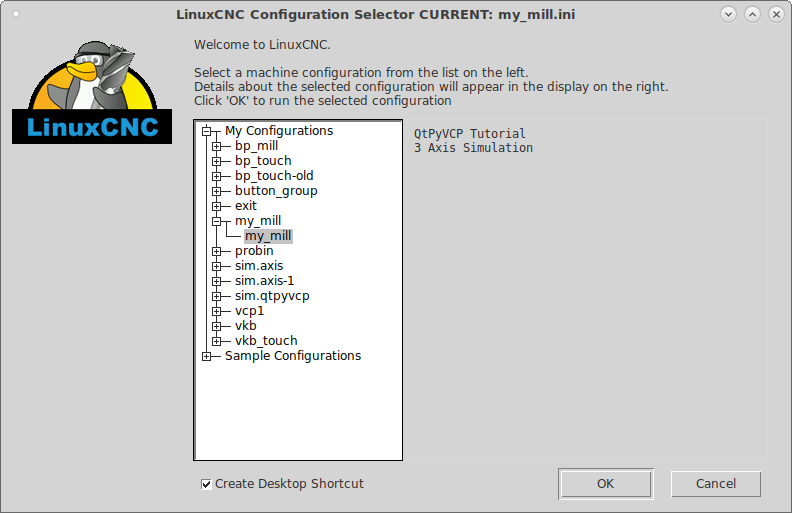 LinuxCNC Configuration Selector CURRENT: my_mill.ini
LinuxCNC
Welcome to LinuxCNC.
Select a machine configuration from the list on the left.
Details about the selected configuration will appear in the display on the right.
Click 'OK' to run the selected configuration
My Configurations
bp_mill
bp_touch
bp_touch-old
button_group
exit
my_mill
my_mill
probin
sim.axis
sim.axis-1
sim.qtpyvcp
vcp1
vkb
vkb_touch
Sample Configurations
QtPyVCP Tutorial
3 Axis Simulation
Create Desktop Shortcut
OK
Cancel